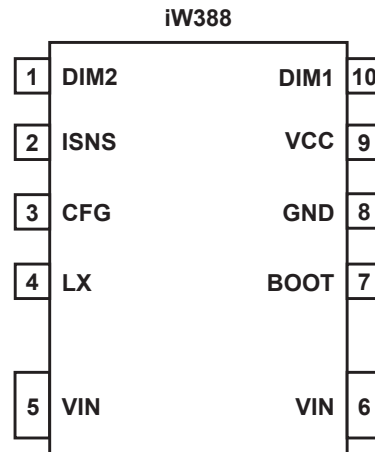 iW388
1 DIM2 DIM1 10
2 ISNS VCC 9
3 CFG GND 8
4 LX BOOT 7
5 VIN VIN 6